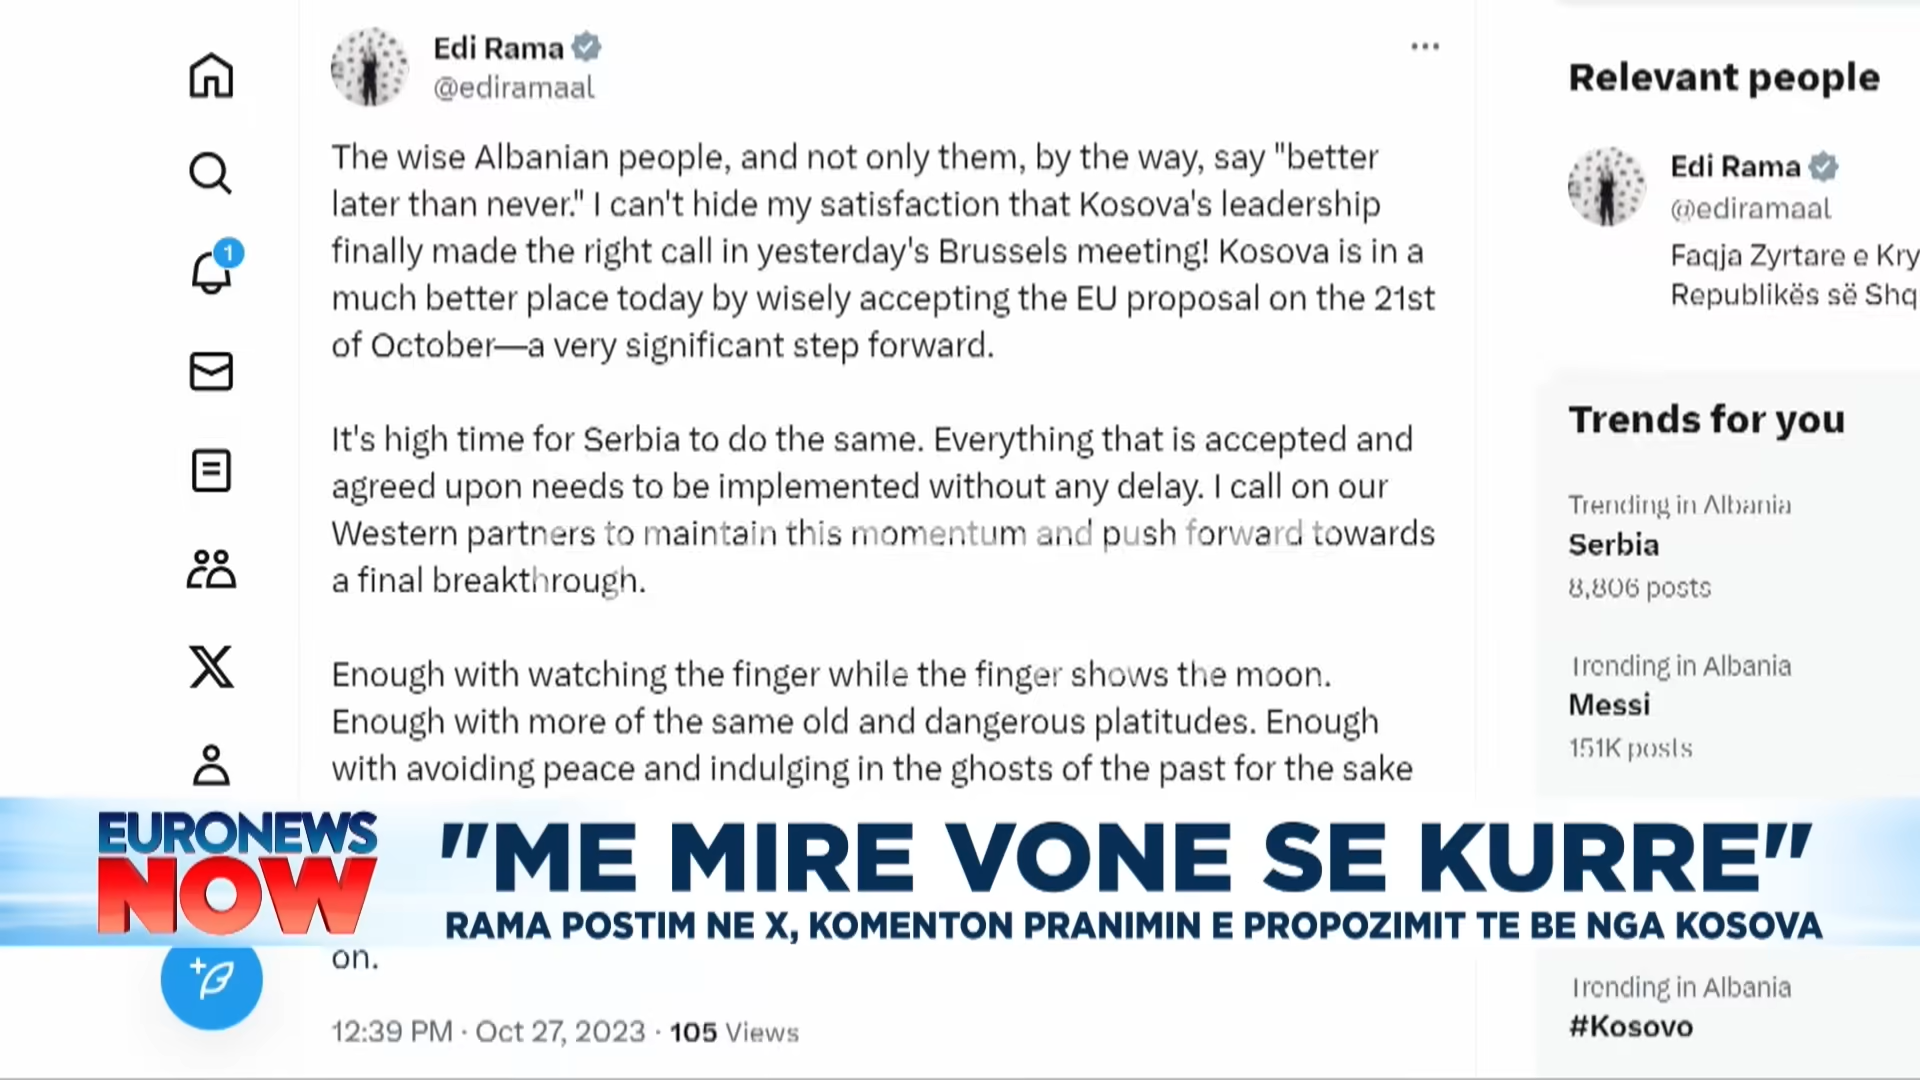 Edi Rama
@ediramaal
The wise Albanian people, and not only them, by the way, say "better
later than never." I can't hide my satisfaction that Kosova's leadership
finally made the right call in yesterday's Brussels meeting! Kosova is in a
much better place today by wisely accepting the EU proposal on the 21st
of October—a very significant step forward.
It's high time for Serbia to do the same. Everything that is accepted and
agreed upon needs to be implemented without any delay. I call on our
Western partners to maintain this momentum and push forward towards
a final breakthrough.
Enough with watching the finger while the finger shows the moon.
Enough with more of the same old and dangerous platitudes. Enough
with avoiding peace and indulging in the ghosts of the past for the sake
on.
12:39 PM · Oct 27, 2023 · 105 Views
1
Relevant people
Edi Rama
@ediramaal
Faqja Zyrtare e Kry
Republikës së Shq
Trends for you
Trending in Albania
Serbia
8,806 posts
Trending in Albania
Messi
151K posts
Trending in Albania
#Kosovo
EURONEWS
NOW
"ME MIRE VONE SE KURRE"
RAMA POSTIM NE X, KOMENTON PRANIMIN E PROPOZIMIT TE BE NGA KOSOVA